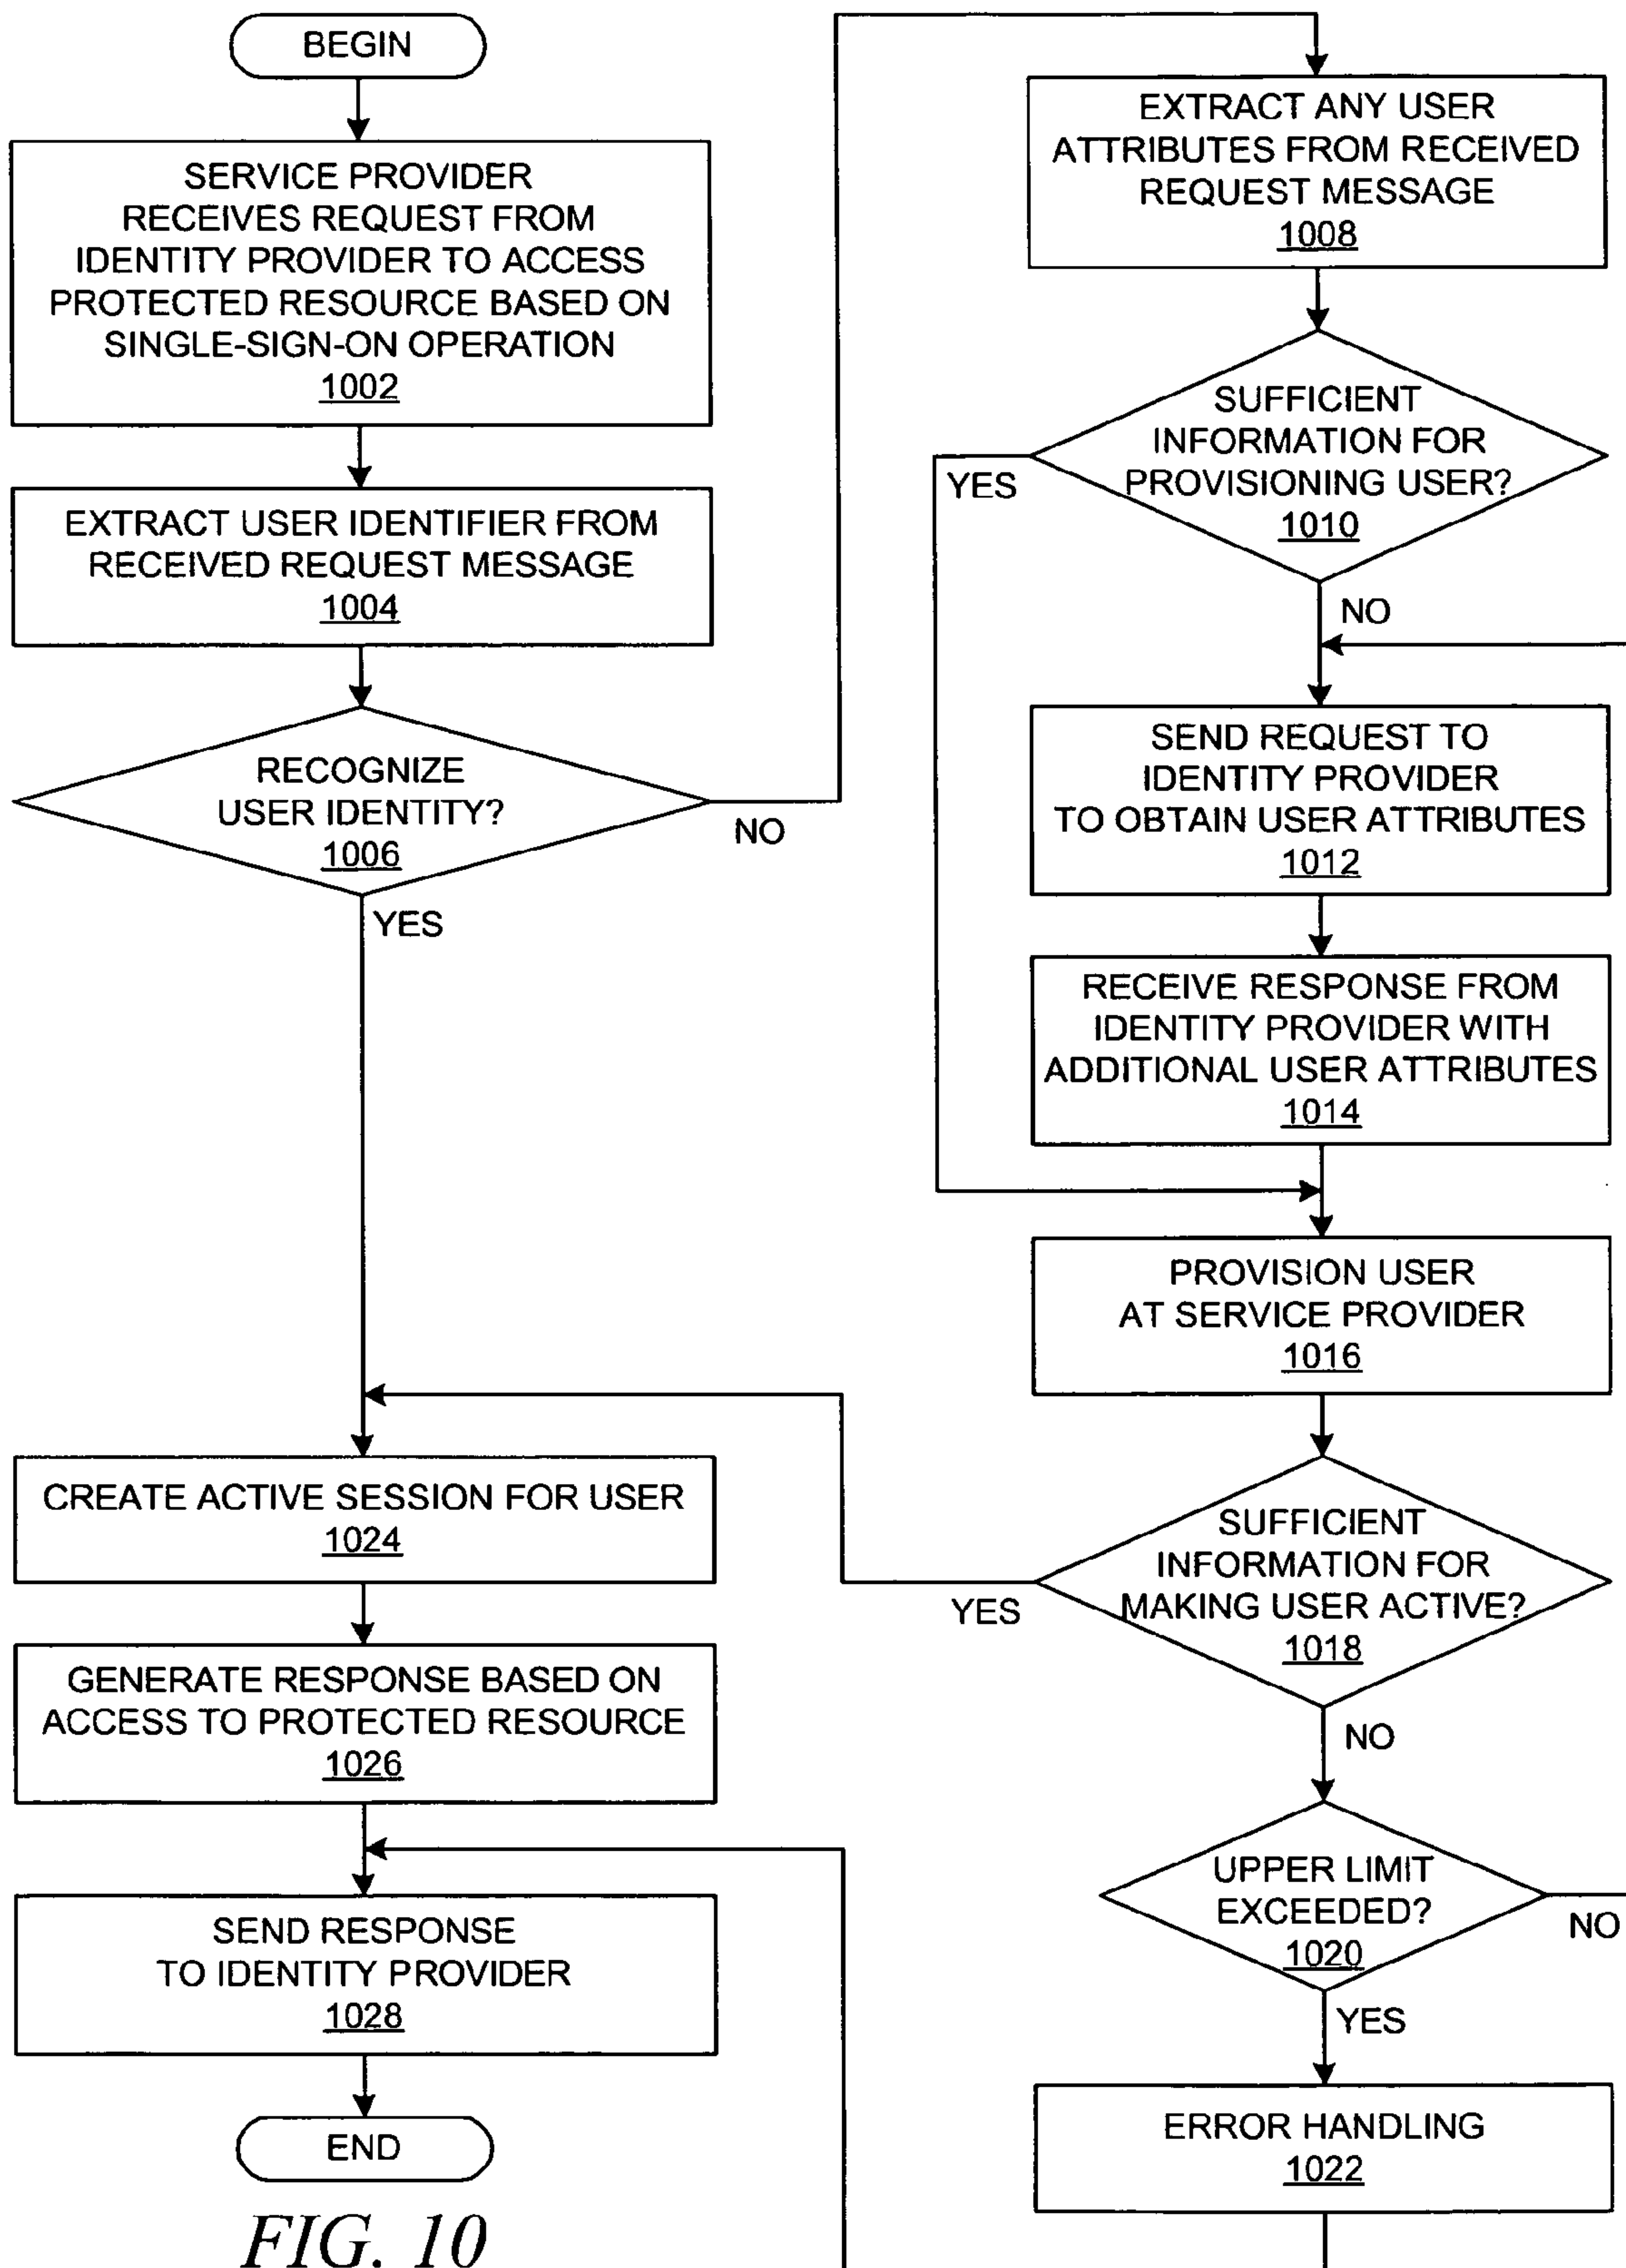 BEGIN
SERVICE PROVIDER
RECEIVES REQUEST FROM
IDENTITY PROVIDER TO ACCESS
PROTECTED RESOURCE BASED ON
SINGLE-SIGN-ON OPERATION
1002
EXTRACT USER IDENTIFIER FROM
RECEIVED REQUEST MESSAGE
1004
RECOGNIZE
USER IDENTITY?
1006
NO
YES
EXTRACT ANY USER
ATTRIBUTES FROM RECEIVED
REQUEST MESSAGE
1008
SUFFICIENT
INFORMATION FOR
PROVISIONING USER?
1010
YES
NO
SEND REQUEST TO
IDENTITY PROVIDER
TO OBTAIN USER ATTRIBUTES
1012
RECEIVE RESPONSE FROM
IDENTITY PROVIDER WITH
ADDITIONAL USER ATTRIBUTES
1014
PROVISION USER
AT SERVICE PROVIDER
1016
SUFFICIENT
INFORMATION FOR
MAKING USER ACTIVE?
1018
YES
NO
UPPER LIMIT
EXCEEDED?
1020
NO
YES
ERROR HANDLING
1022
CREATE ACTIVE SESSION FOR USER
1024
GENERATE RESPONSE BASED ON
ACCESS TO PROTECTED RESOURCE
1026
SEND RESPONSE
TO IDENTITY PROVIDER
1028
END
FIG. 10